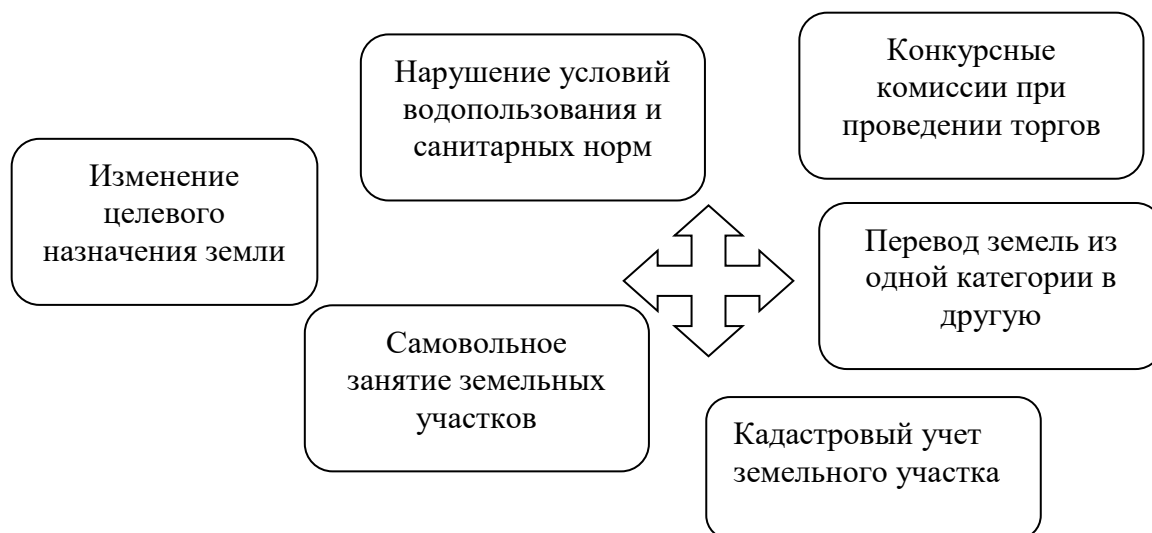 Нарушение условий
водопользования и
санитарных норм
Конкурсные
комиссии при
проведении торгов
Изменение
целевого
назначения земли
Перевод земель из
одной категории в
другую
Самовольное
занятие земельных
участков
Кадастровый учет
земельного участка